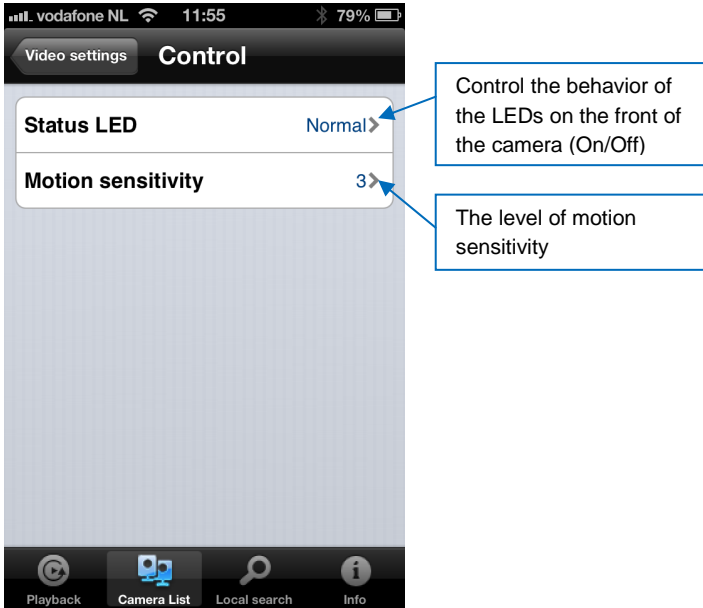 vodafone NL 11:55 79%
Video settings Control
Status LED Normal
Motion sensitivity 3
Control the behavior of
the LEDs on the front of
the camera (On/Off)
The level of motion
sensitivity
Playback Camera List Local search Info